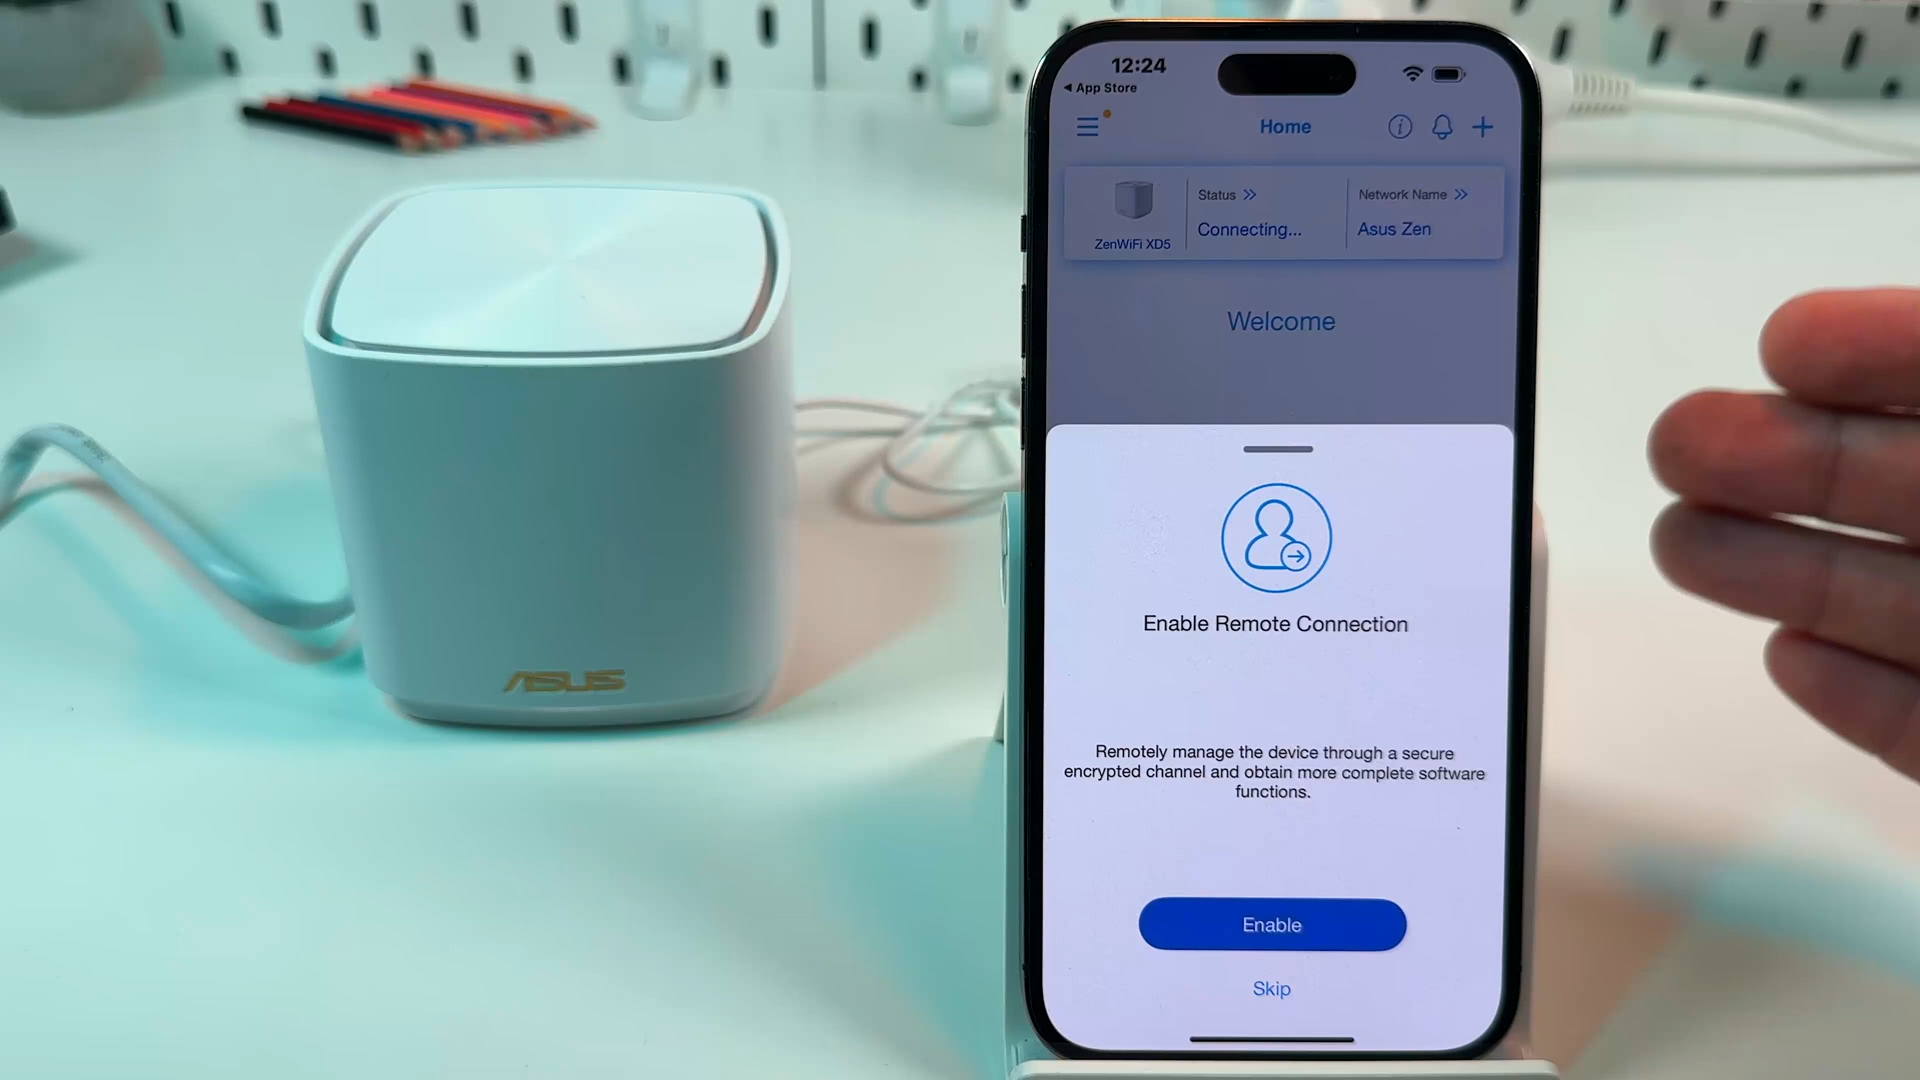 12:24
App Store
Home
Status >>
Network Name >>
Connecting...
Asus Zen
ZenWiFi XD5
Welcome
Enable Remote Connection
Remotely manage the device through a secure
encrypted channel and obtain more complete software
functions.
Enable
Skip
ASUS